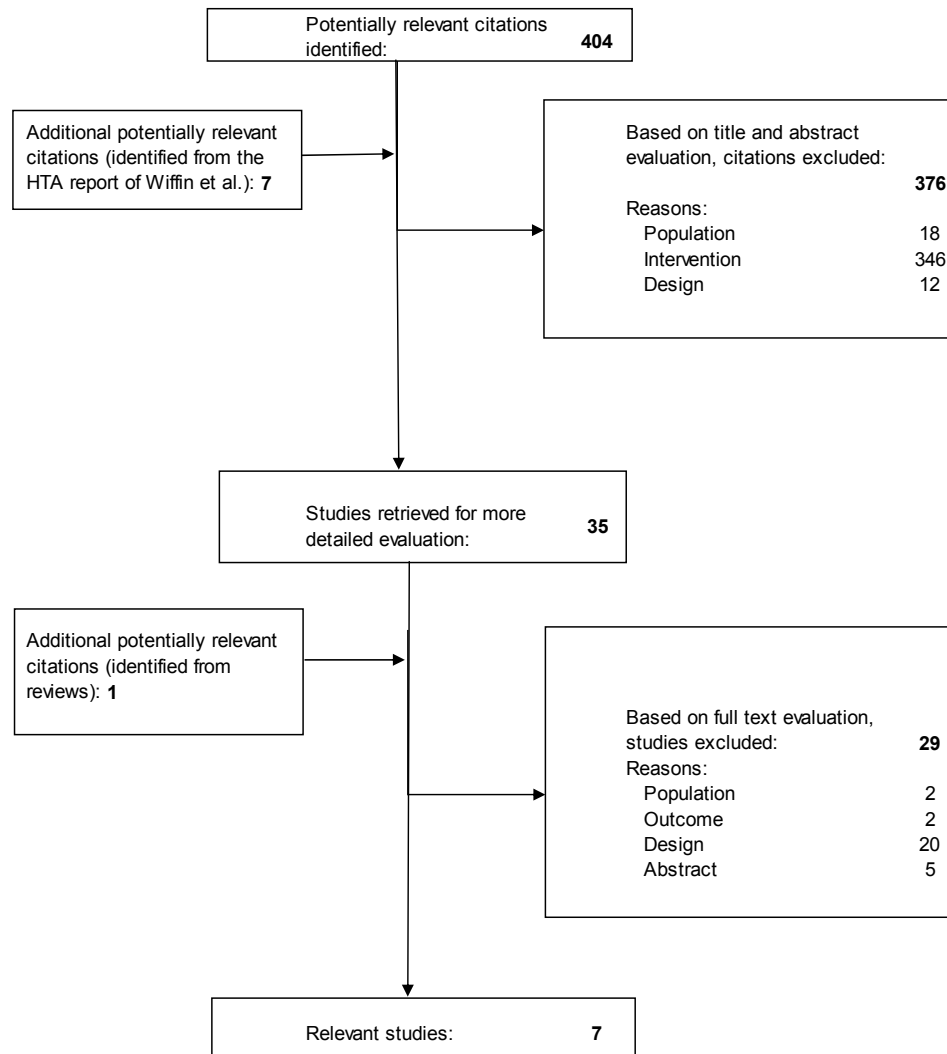 Potentially relevant citations
identified: 404
Additional potentially relevant
citations (identified from the
HTA report of Wiffin et al.): 7
Based on title and abstract
evaluation, citations excluded:
376
Reasons:
Population 18
Intervention 346
Design 12
Studies retrieved for more
detailed evaluation: 35
Additional potentially relevant
citations (identified from
reviews): 1
Based on full text evaluation,
studies excluded: 29
Reasons:
Population 2
Outcome 2
Design 20
Abstract 5
Relevant studies: 7